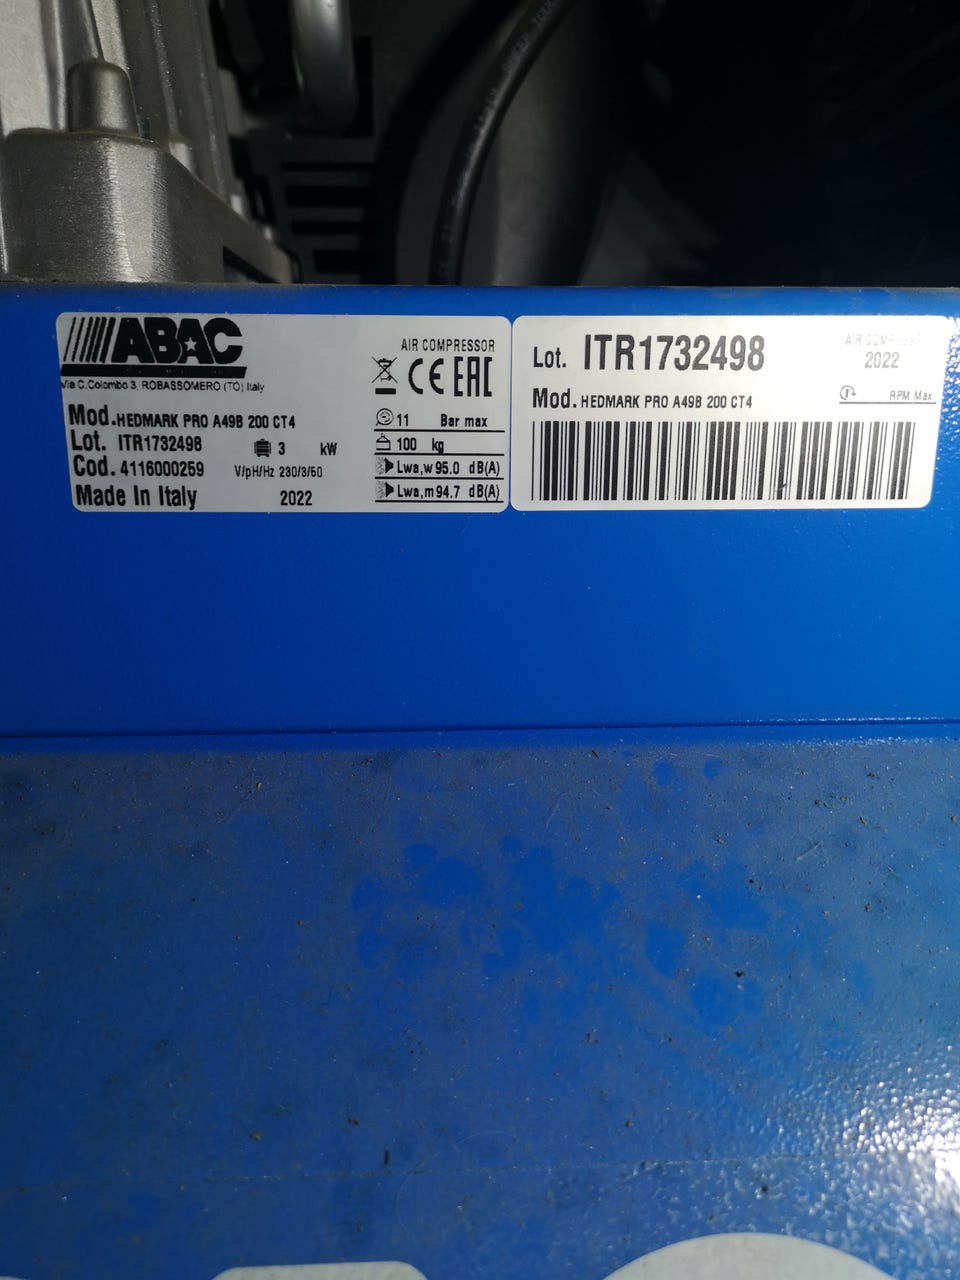 ABAC
Via C.Colombo 3, ROBASSOMERO (TO) Italy
AIR COMPRESSOR
CE EAC
Mod. HEDMARK PRO A49B 200 CT4
Lot. ITR1732498
3 kW
Cod. 4116000259
V/pH/Hz 230/3/50
Made In Italy
2022
11 Bar max
100 kg
Lwa,w 95.0 dB(A)
Lwa,m 94.7 dB(A)
Lot. ITR1732498
AIR COMPRESSOR
2022
Mod. HEDMARK PRO A49B 200 CT4
RPM Max